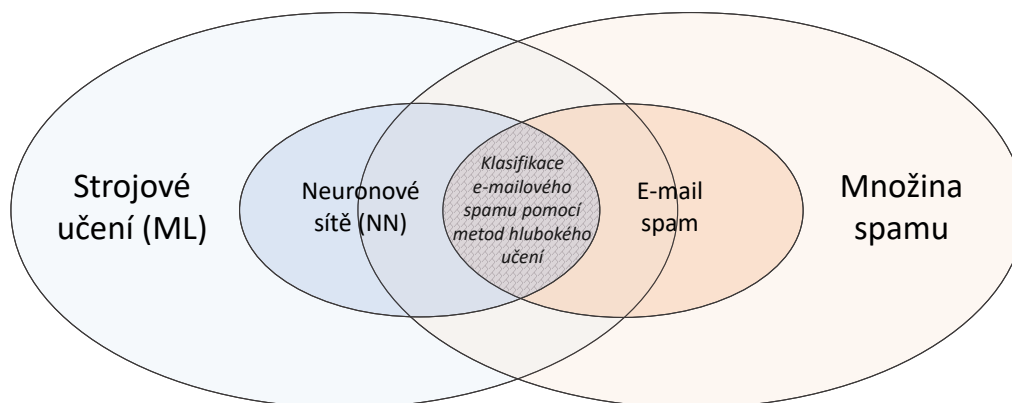 Strojové
učení (ML)
Neuronové
sítě (NN)
Klasifikace
e-mailového
spamu pomocí
metod hlubokého
učení
E-mail
spam
Množina
spamu